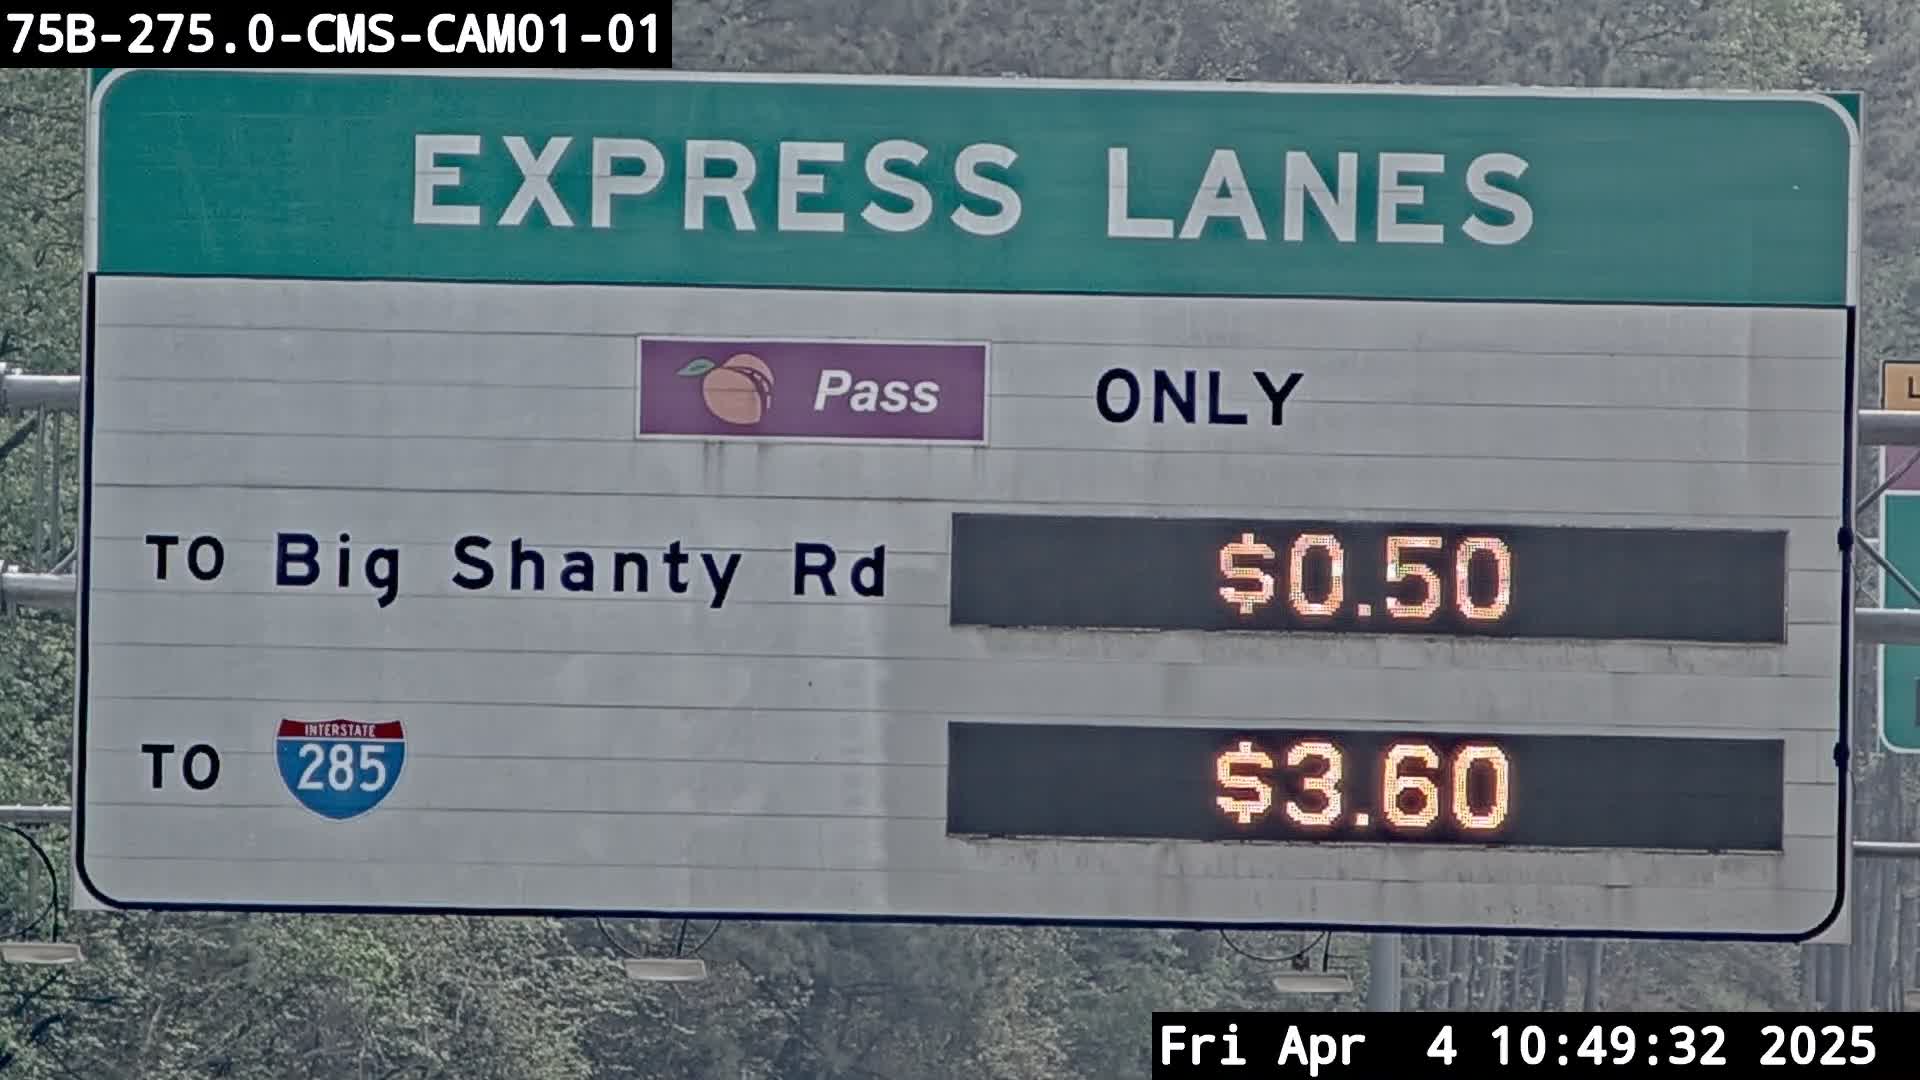 75B-275.0-CMS-CAM01-01
EXPRESS LANES
Pass ONLY
TO Big Shanty Rd $0.50
TO INTERSTATE 285 $3.60
Fri Apr 4 10:49:32 2025